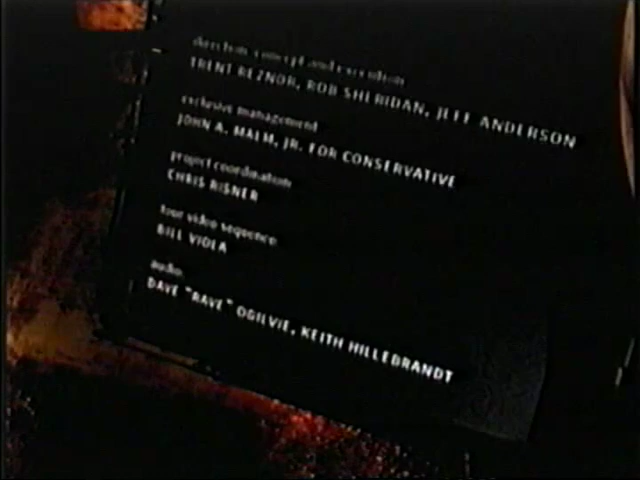 direction, concept and execution
TRENT REZNOR, ROB SHERIDAN, JEFF ANDERSON
exclusive management
JOHN A. MALM, JR. FOR CONSERVATIVE
project coordination
CHRIS RISNER
tour video sequence
BILL VIOLA
audio
DAVE "RAVE" OGILVIE, KEITH HILLEBRANDT